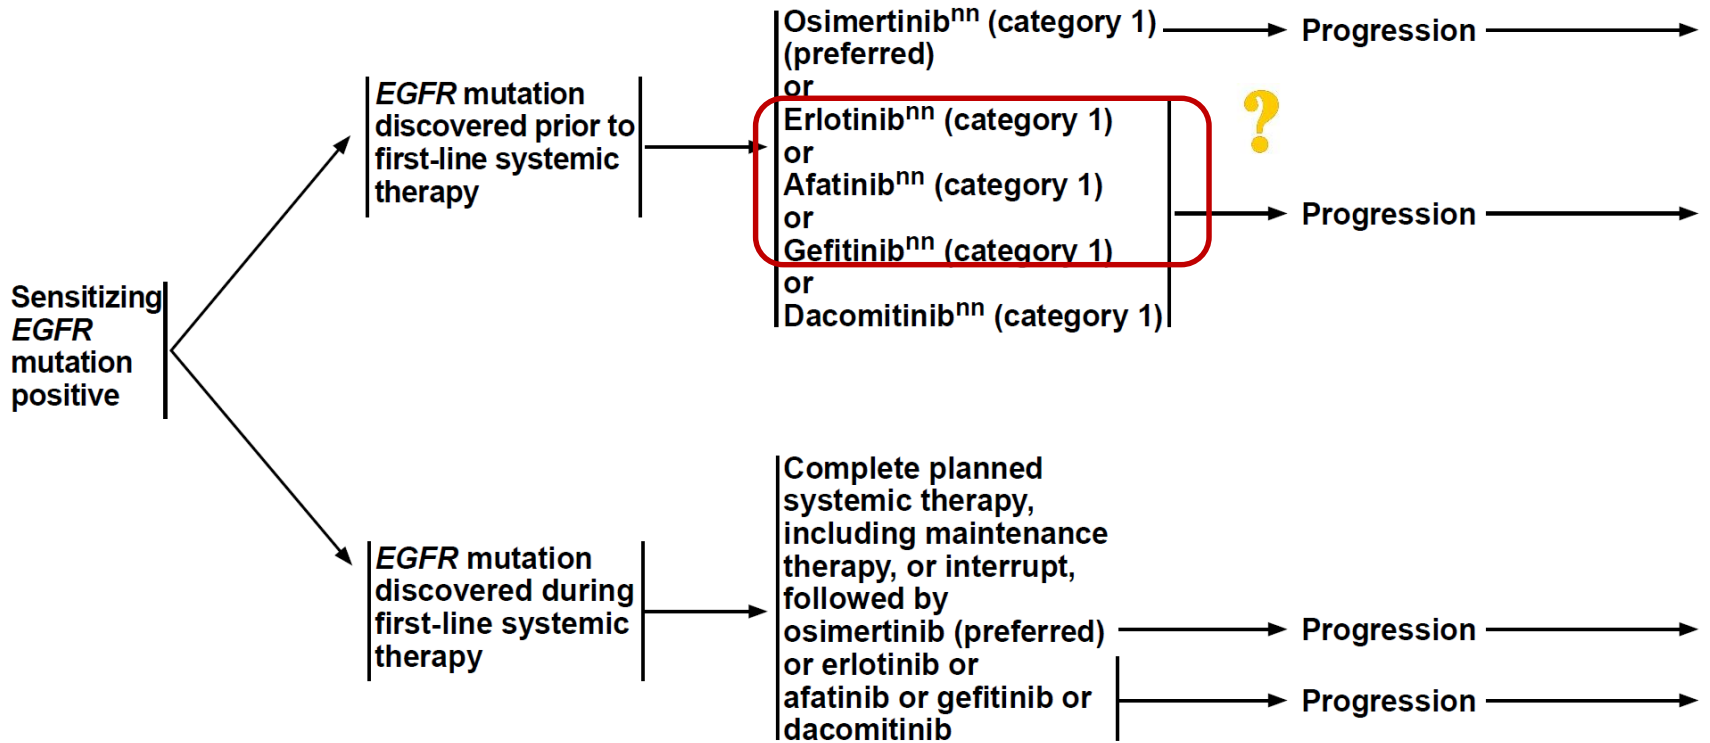 Sensitizing
EGFR
mutation
positive
EGFR mutation
discovered prior to
first-line systemic
therapy
Osimertinibnn (category 1)
(preferred)
or
Erlotinibnn (category 1)
or
Afatinibnn (category 1)
or
Gefitinibnn (category 1)
or
Dacomitinibnn (category 1)
Progression
?
Progression
EGFR mutation
discovered during
first-line systemic
therapy
Complete planned
systemic therapy,
including maintenance
therapy, or interrupt,
followed by
osimertinib (preferred)
or erlotinib or
afatinib or gefitinib or
dacomitinib
Progression
Progression